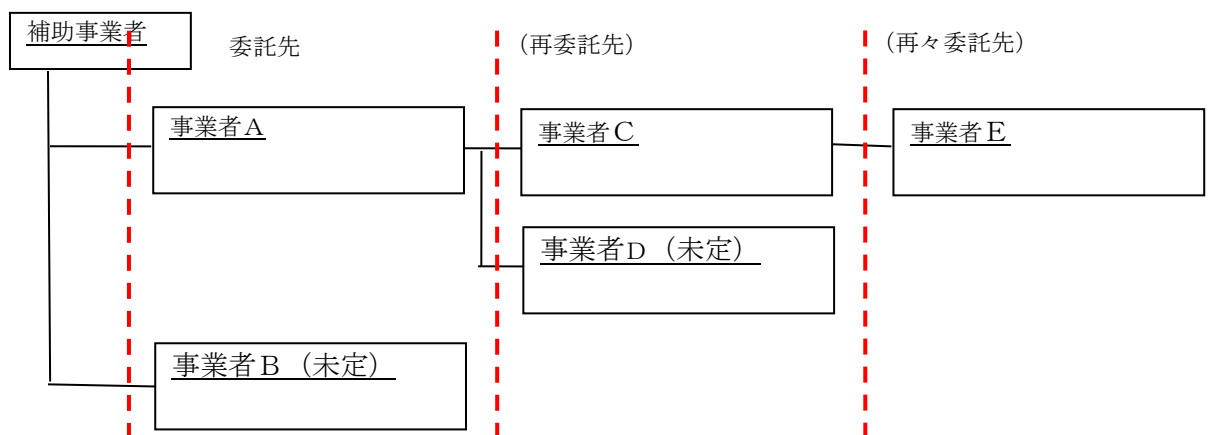 補助事業者
委託先
（再委託先）
（再々委託先）
事業者Ａ
事業者Ｃ
事業者Ｅ
事業者D（未定）
事業者Ｂ（未定）